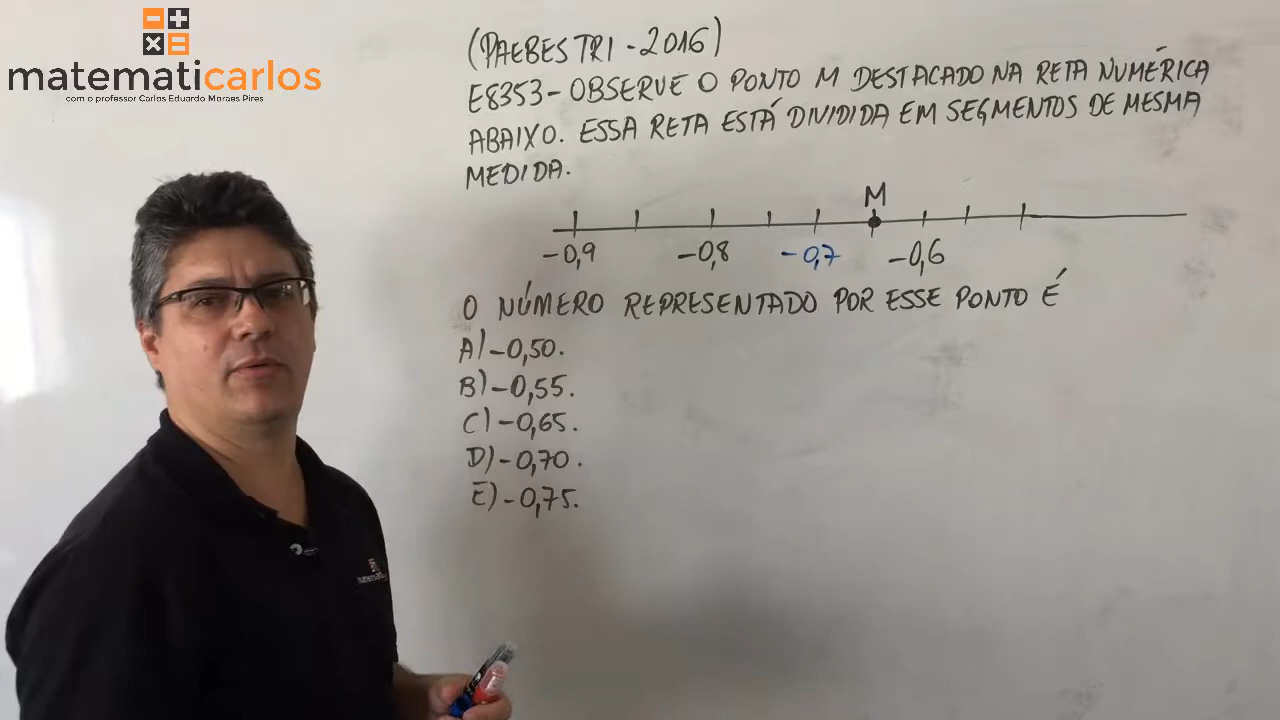 matematicarlos
com o professor Carlos Eduardo Moraes Pires
(PAEBES TRI - 2016)
E8353 - OBSERVE O PONTO M DESTACADO NA RETA NUMÉRICA
ABAIXO. ESSA RETA ESTÁ DIVIDIDA EM SEGMENTOS DE MESMA
MEDIDA.
M
-0,9 -0,8 -0,7 -0,6
O NÚMERO REPRESENTADO POR ESSE PONTO É
A) -0,50.
B) -0,55.
C) -0,65.
D) -0,70.
E) -0,75.